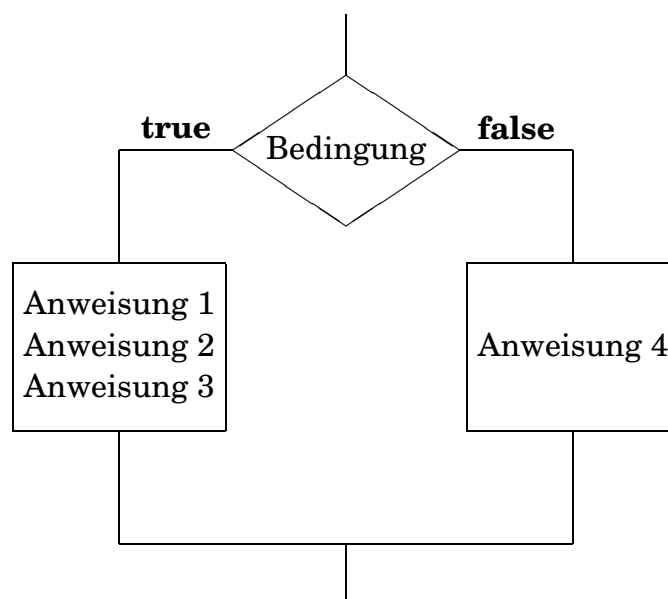 true
false
Bedingung
Anweisung 1
Anweisung 2
Anweisung 3
Anweisung 4